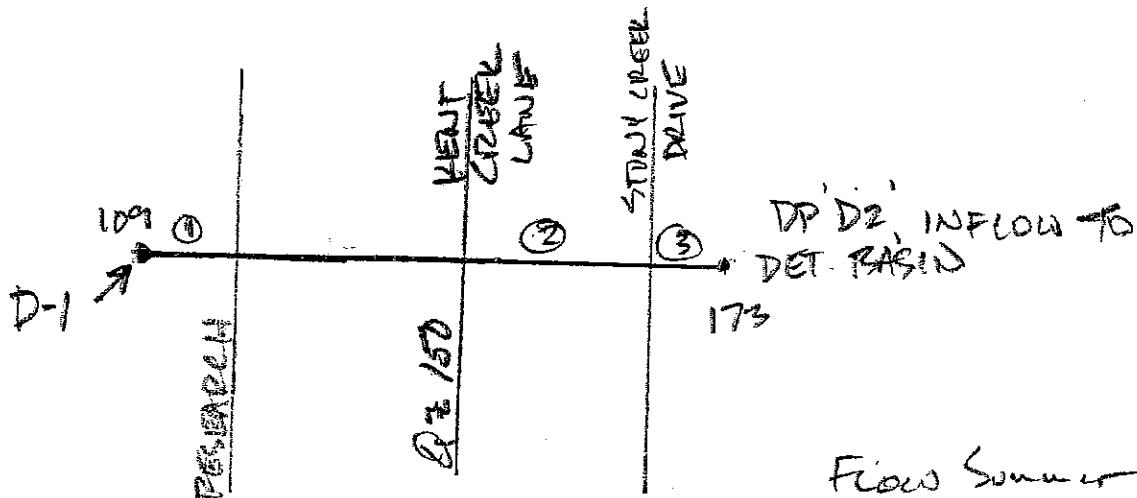 KENT
CREEK
LANE
STONY CREEK
DRIVE
109
①
②
③
DP 'D2' INFLOW TO
DET. BASIN
D-1
173
RESEARCH
Q ≈ 150
Flow